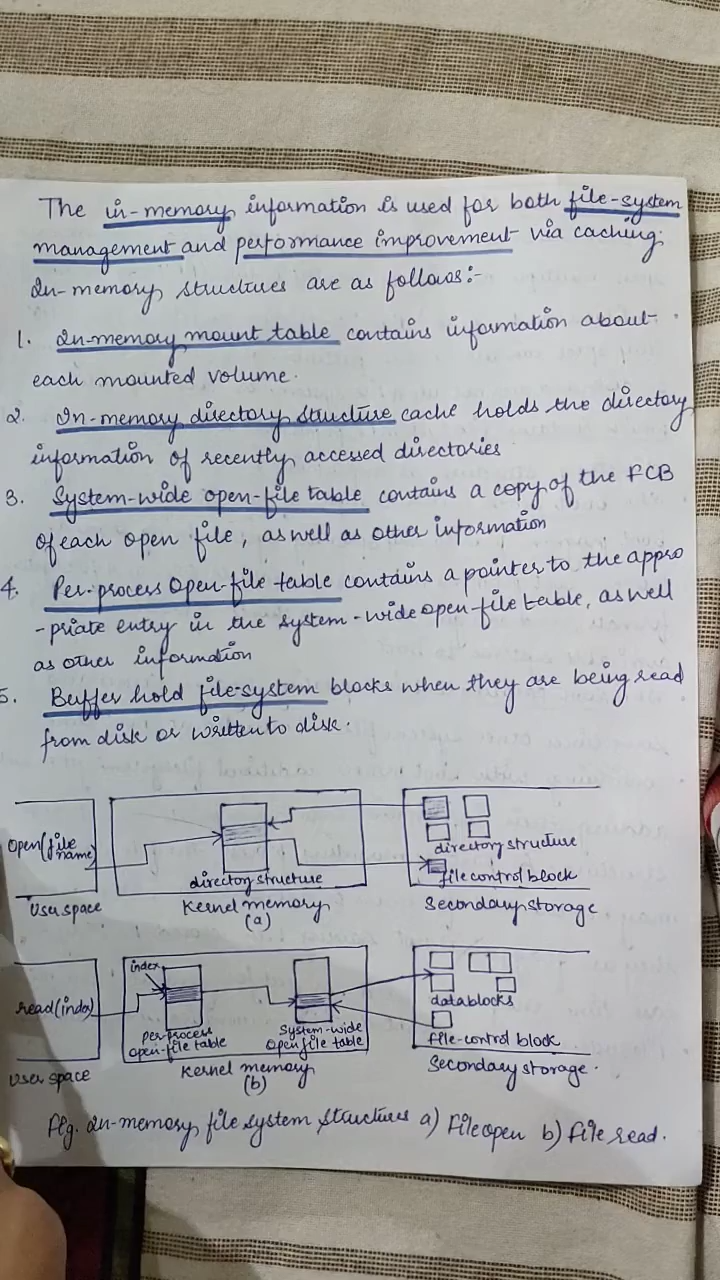 The in-memory information is used for both file-system
management and performance improvement via caching.
In-memory structures are as follows:-
1. In-memory mount table contains information about
each mounted volume.
2. In-memory directory structure cache holds the directory
information of recently accessed directories
3. System-wide open-file table contains a copy of the FCB
of each open file, as well as other information
4. Per-process open-file table contains a pointer to the appro
-priate entry in the system-wide open-file table, as well
as other information
5. Buffer hold file-system blocks when they are being read
from disk or written to disk.
open(file
name)
directory structure
directory structure
file control block
User space
Kernel memory
(a)
Secondary storage
index
read(index)
per-process
open-file table
System-wide
open file table
data blocks
file-control block
User space
Kernel memory
(b)
Secondary storage.
Fig. In-memory file system structures a) File open b) File read.